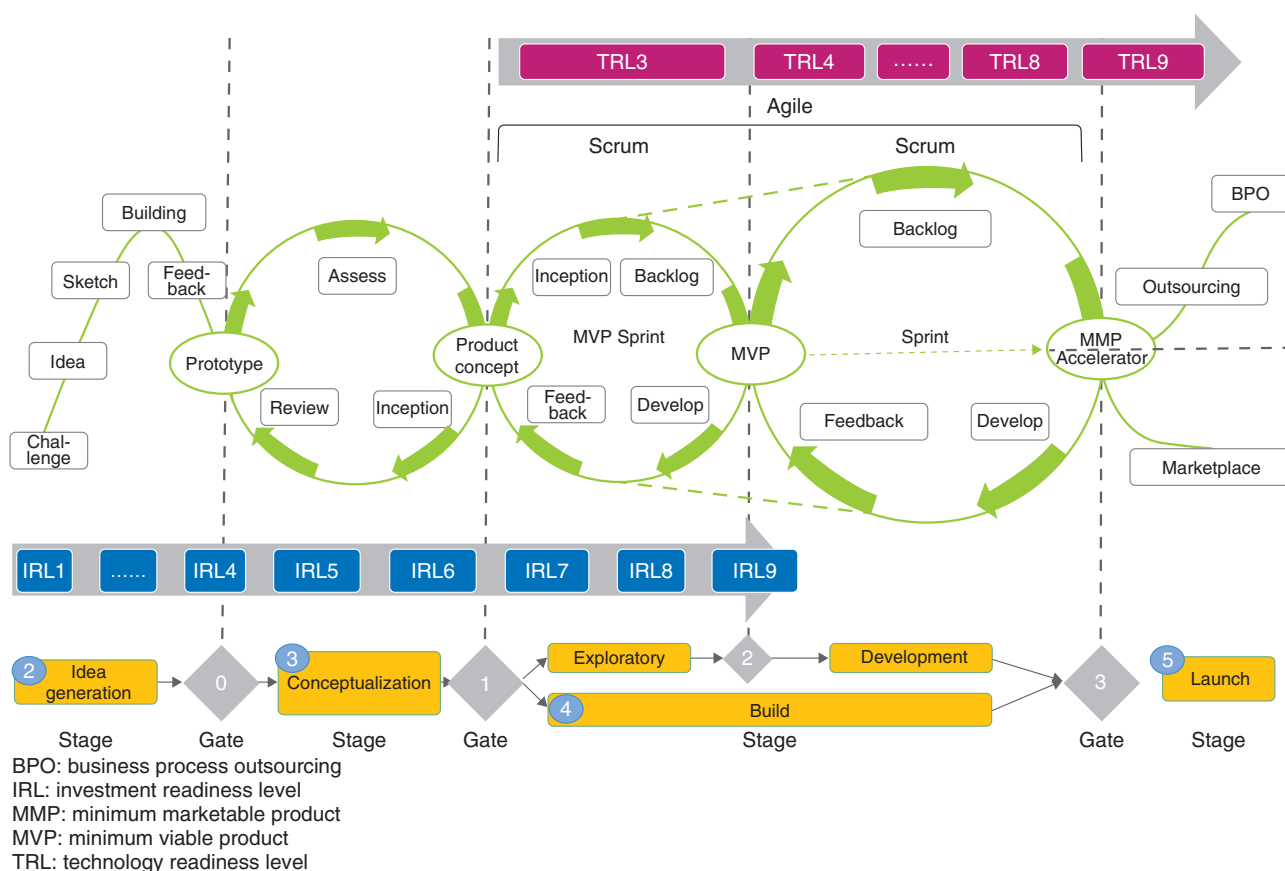 TRL3
TRL4
......
TRL8
TRL9
Agile
Scrum
Scrum
BPO
Building
Backlog
Sketch
Feed-
back
Assess
Inception
Backlog
Outsourcing
Idea
Prototype
Product
concept
MVP Sprint
MVP
Sprint
MMP
Accelerator
Review
Inception
Feed-
back
Develop
Feedback
Develop
Chal-
lenge
Marketplace
IRL1
......
IRL4
IRL5
IRL6
IRL7
IRL8
IRL9
2
Idea
generation
0
3
Conceptualization
1
Exploratory
2
Development
4
Build
3
5
Launch
Stage
Gate
Stage
Gate
Stage
Gate
Stage
BPO: business process outsourcing
IRL: investment readiness level
MMP: minimum marketable product
MVP: minimum viable product
TRL: technology readiness level